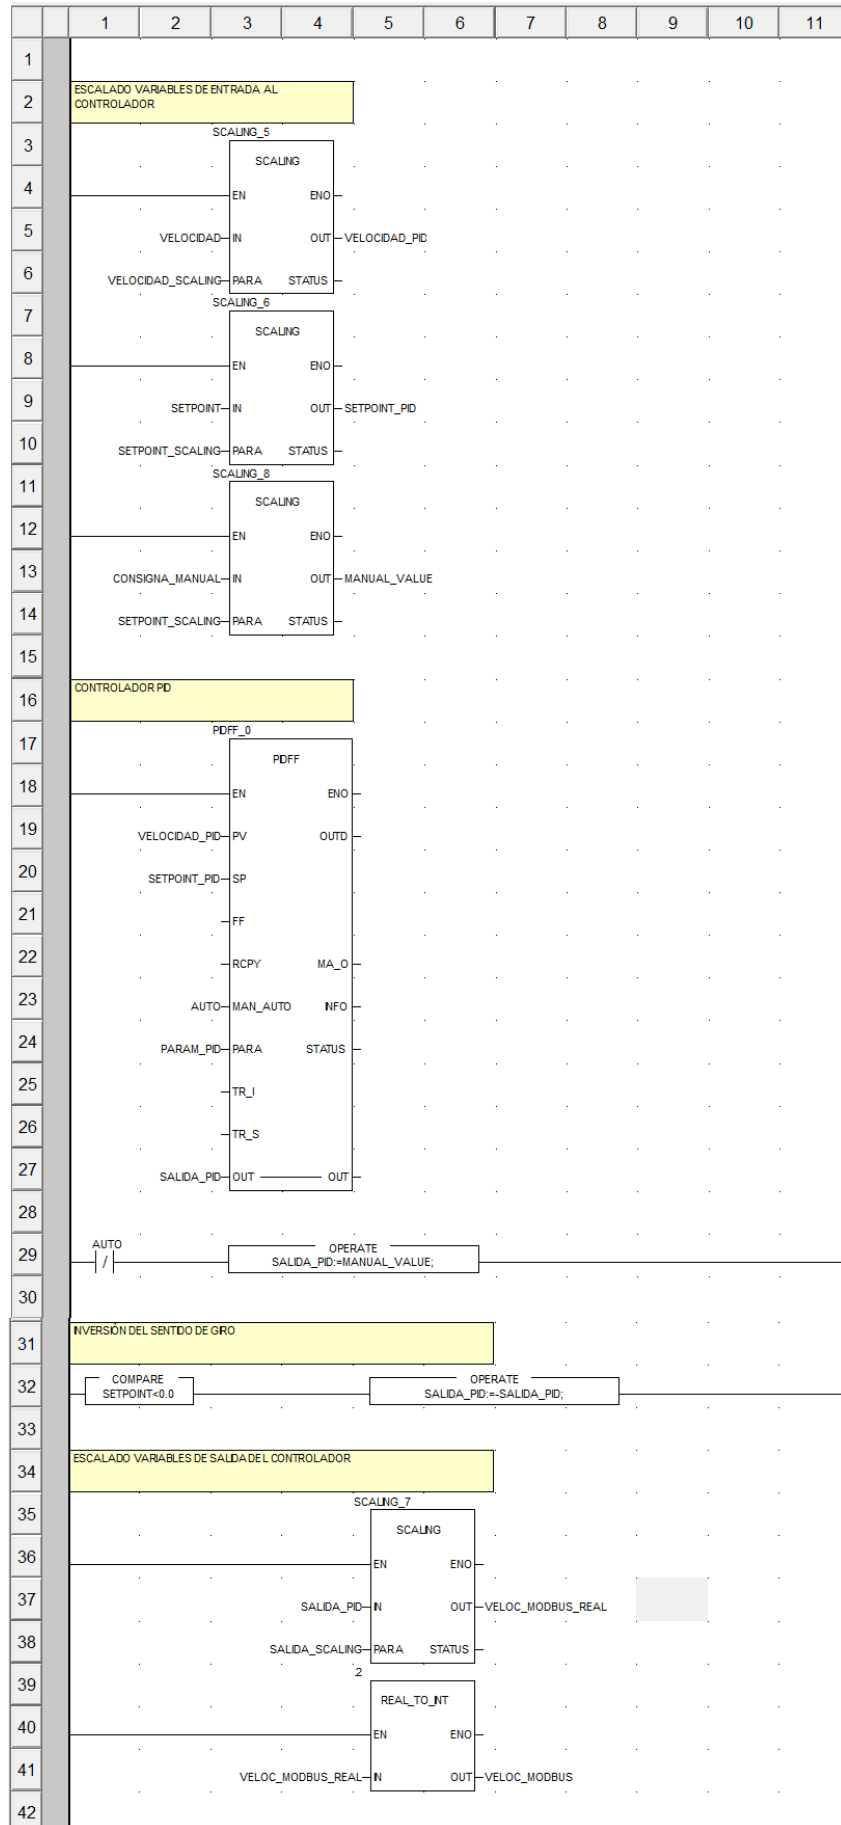 1 2 3 4 5 6 7 8 9 10 11
1
2 ESCALADO VARIABLES DE ENTRADA AL
CONTROLADOR
SCALING_5
3 SCALING
4 EN ENO
5 VELOCIDAD IN OUT VELOCIDAD_PID
6 VELOCIDAD_SCALING PARA STATUS
SCALING_6
7 SCALING
8 EN ENO
9 SETPOINT IN OUT SETPOINT_PID
10 SETPOINT_SCALING PARA STATUS
SCALING_8
11 SCALING
12 EN ENO
13 CONSIGNA_MANUAL IN OUT MANUAL_VALUE
14 SETPOINT_SCALING PARA STATUS
15
16 CONTROLADOR PID
PIDFF_0
17 PIDFF
18 EN ENO
19 VELOCIDAD_PID PV OUTD
20 SETPOINT_PID SP
21 FF
22 RCPY MA_O
23 AUTO MAN_AUTO INFO
24 PARAM_PID PARA STATUS
25 TR_I
26 TR_S
27 SALIDA_PID OUT OUT
28
AUTO OPERATE
29 / SALIDA_PID:=MANUAL_VALUE;
30
31 INVERSIÓN DEL SENTIDO DE GIRO
COMPARE OPERATE
32 SETPOINT<0.0 SALIDA_PID:=-SALIDA_PID;
33
34 ESCALADO VARIABLES DE SALIDA DEL CONTROLADOR
SCALING_7
35 SCALING
36 EN ENO
37 SALIDA_PID IN OUT VELOC_MODBUS_REAL
38 SALIDA_SCALING PARA STATUS
.2
39 REAL_TO_INT
40 EN ENO
41 VELOC_MODBUS_REAL IN OUT VELOC_MODBUS
42